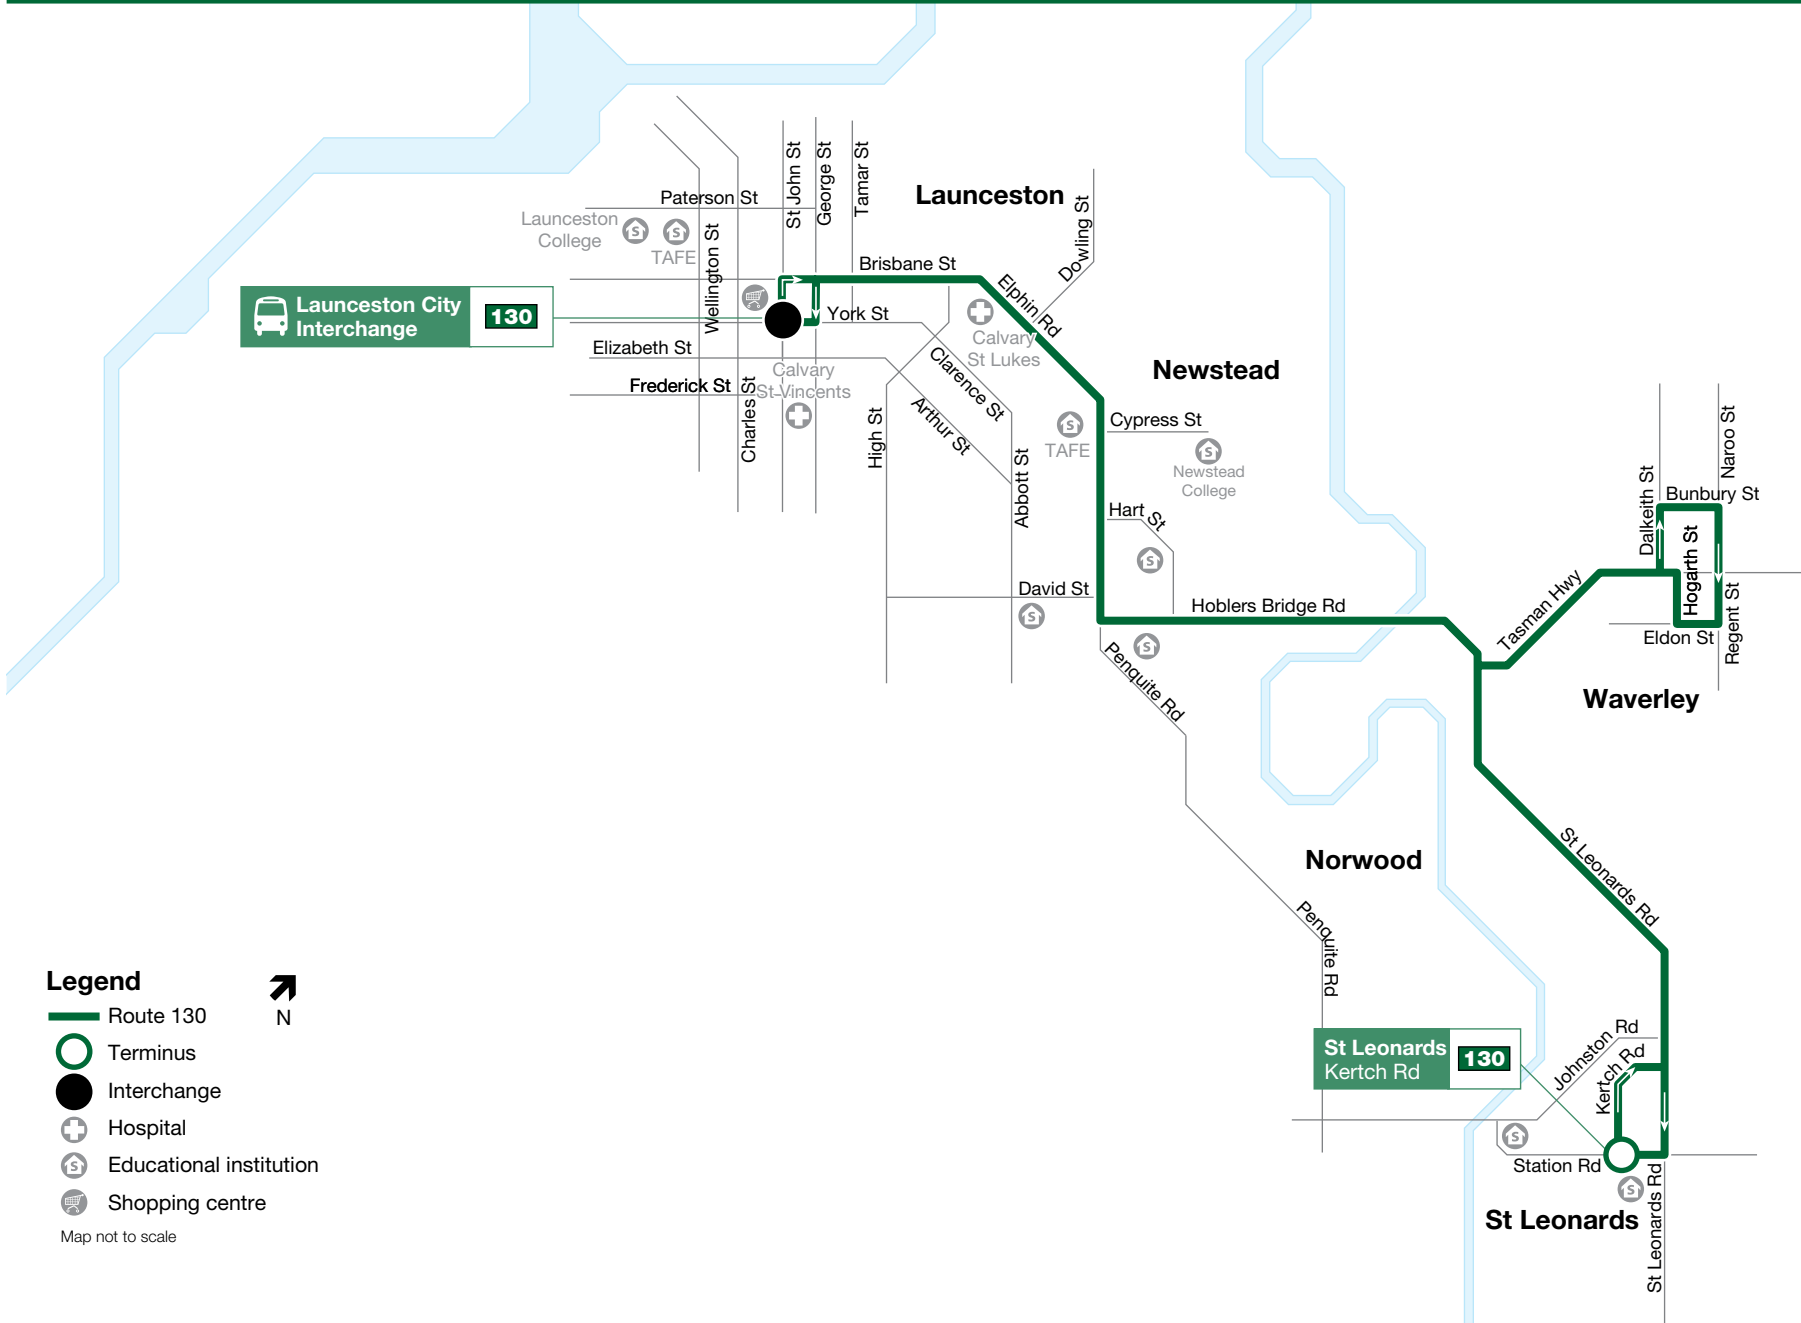 Paterson St
St John St
George St
Tamar St
Launceston
Dowling St
Launceston
College
TAFE
Wellington St
Brisbane St
Elphin Rd
Launceston City
Interchange
130
York St
Calvary
St Lukes
Elizabeth St
Clarence St
Frederick St
Calvary
St Vincents
Charles St
High St
Arthur St
Abbott St
Newstead
TAFE
Cypress St
Newstead
College
Hart St
David St
Hoblers Bridge Rd
Penquite Rd
Naroo St
Dalkeith St
Bunbury St
Hogarth St
Tasman Hwy
Eldon St
Regent St
Waverley
Norwood
St Leonards Rd
Penquite Rd
Legend
N
Route 130
Terminus
Interchange
Hospital
Educational institution
Shopping centre
Map not to scale
Johnston Rd
Kertch Rd
St Leonards
Kertch Rd
130
Station Rd
St Leonards
St Leonards Rd